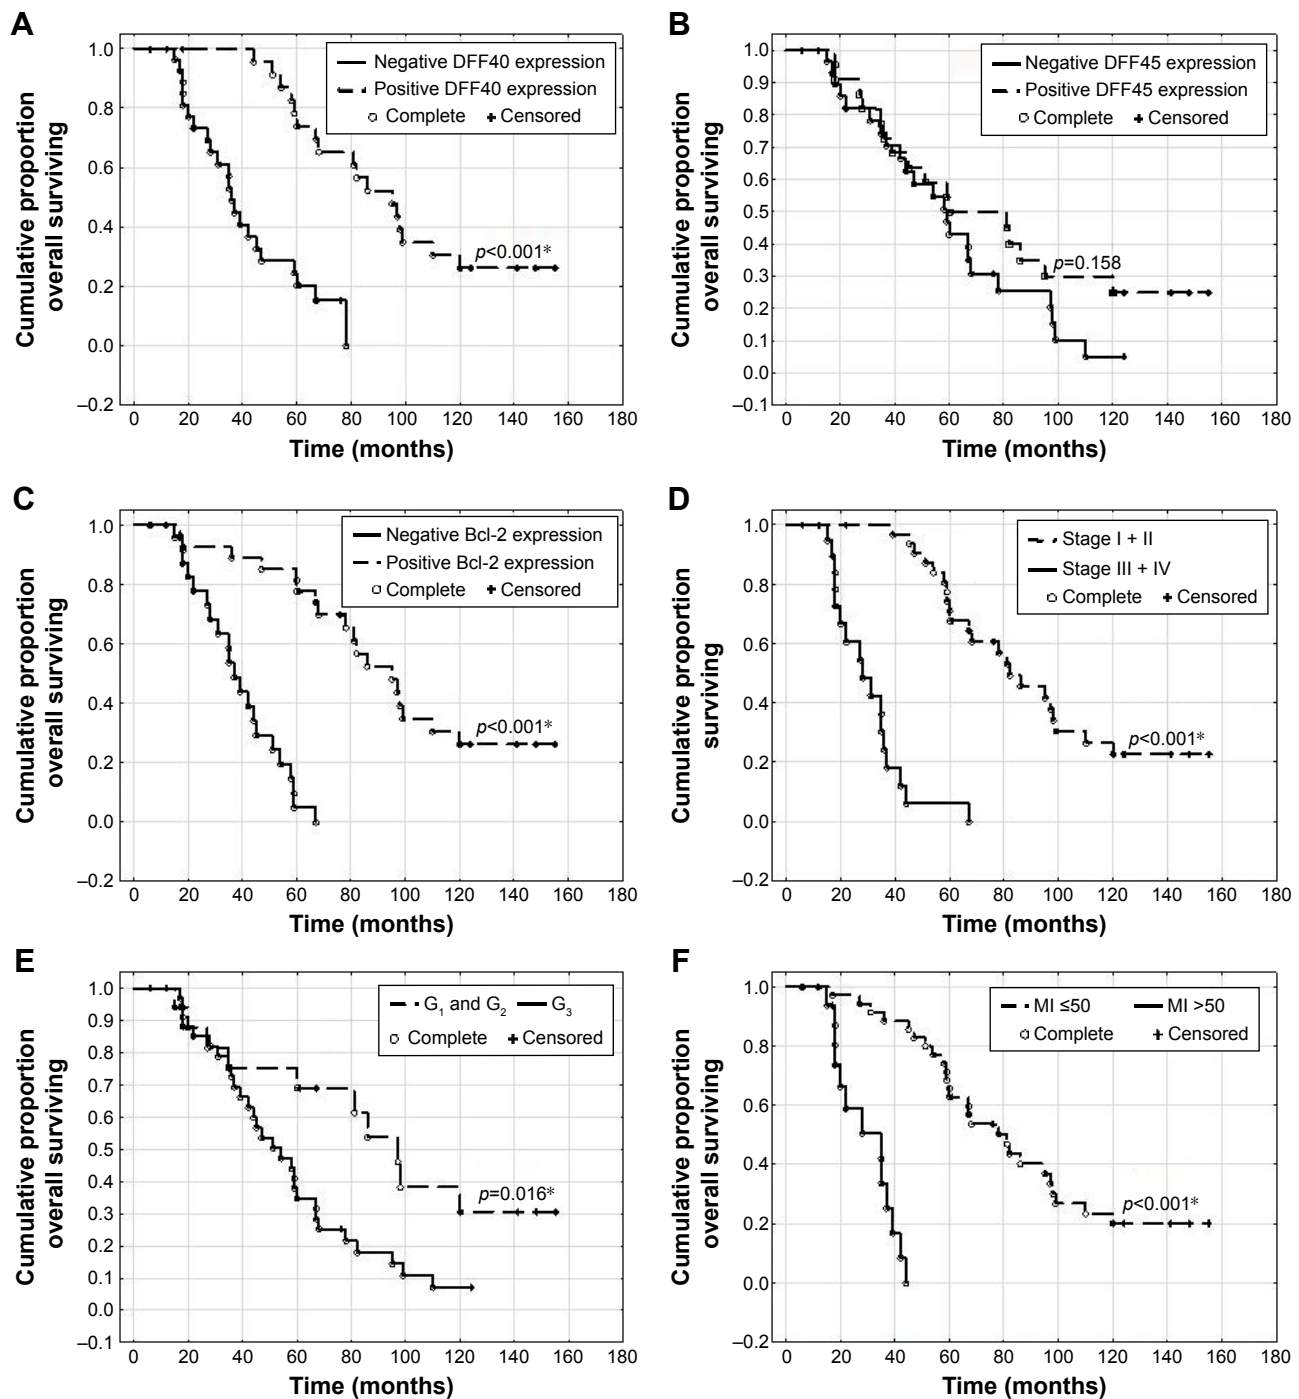 A
Cumulative proportion
overall surviving
1.0
0.8
0.6
0.4
0.2
0.0
–0.2
Negative DFF40 expression
Positive DFF40 expression
Complete Censored
p<0.001*
0 20 40 60 80 100 120 140 160 180
Time (months)
B
Cumulative proportion
overall surviving
1.0
0.9
0.8
0.7
0.6
0.5
0.4
0.3
0.2
0.1
0.0
–0.1
Negative DFF45 expression
Positive DFF45 expression
Complete Censored
p=0.158
0 20 40 60 80 100 120 140 160 180
Time (months)
C
Cumulative proportion
overall surviving
1.0
0.8
0.6
0.4
0.2
0.0
–0.2
Negative Bcl-2 expression
Positive Bcl-2 expression
Complete Censored
p<0.001*
0 20 40 60 80 100 120 140 160 180
Time (months)
D
Cumulative proportion
surviving
1.0
0.8
0.6
0.4
0.2
0.0
–0.2
Stage I + II
Stage III + IV
Complete Censored
p<0.001*
0 20 40 60 80 100 120 140 160 180
Time (months)
E
Cumulative proportion
overall surviving
1.0
0.9
0.8
0.7
0.6
0.5
0.4
0.3
0.2
0.1
0.0
–0.1
G₁ and G₂ G₃
Complete Censored
p=0.016*
0 20 40 60 80 100 120 140 160 180
Time (months)
F
Cumulative proportion
overall surviving
1.0
0.8
0.6
0.4
0.2
0.0
–0.2
MI ≤50 MI >50
Complete Censored
p<0.001*
0 20 40 60 80 100 120 140 160 180
Time (months)